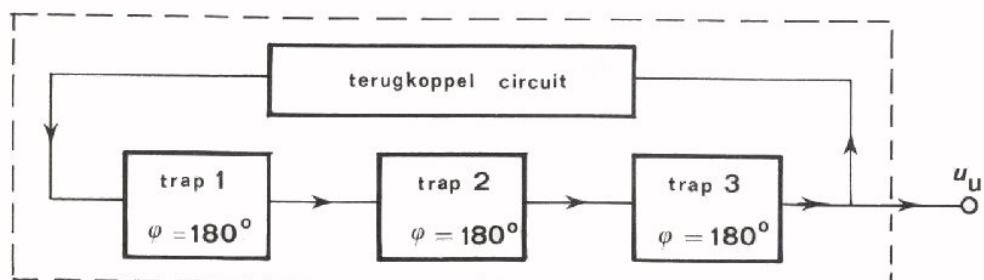 terugkoppel circuit
trap 1
φ = 180°
trap 2
φ = 180°
trap 3
φ = 180°
u_u